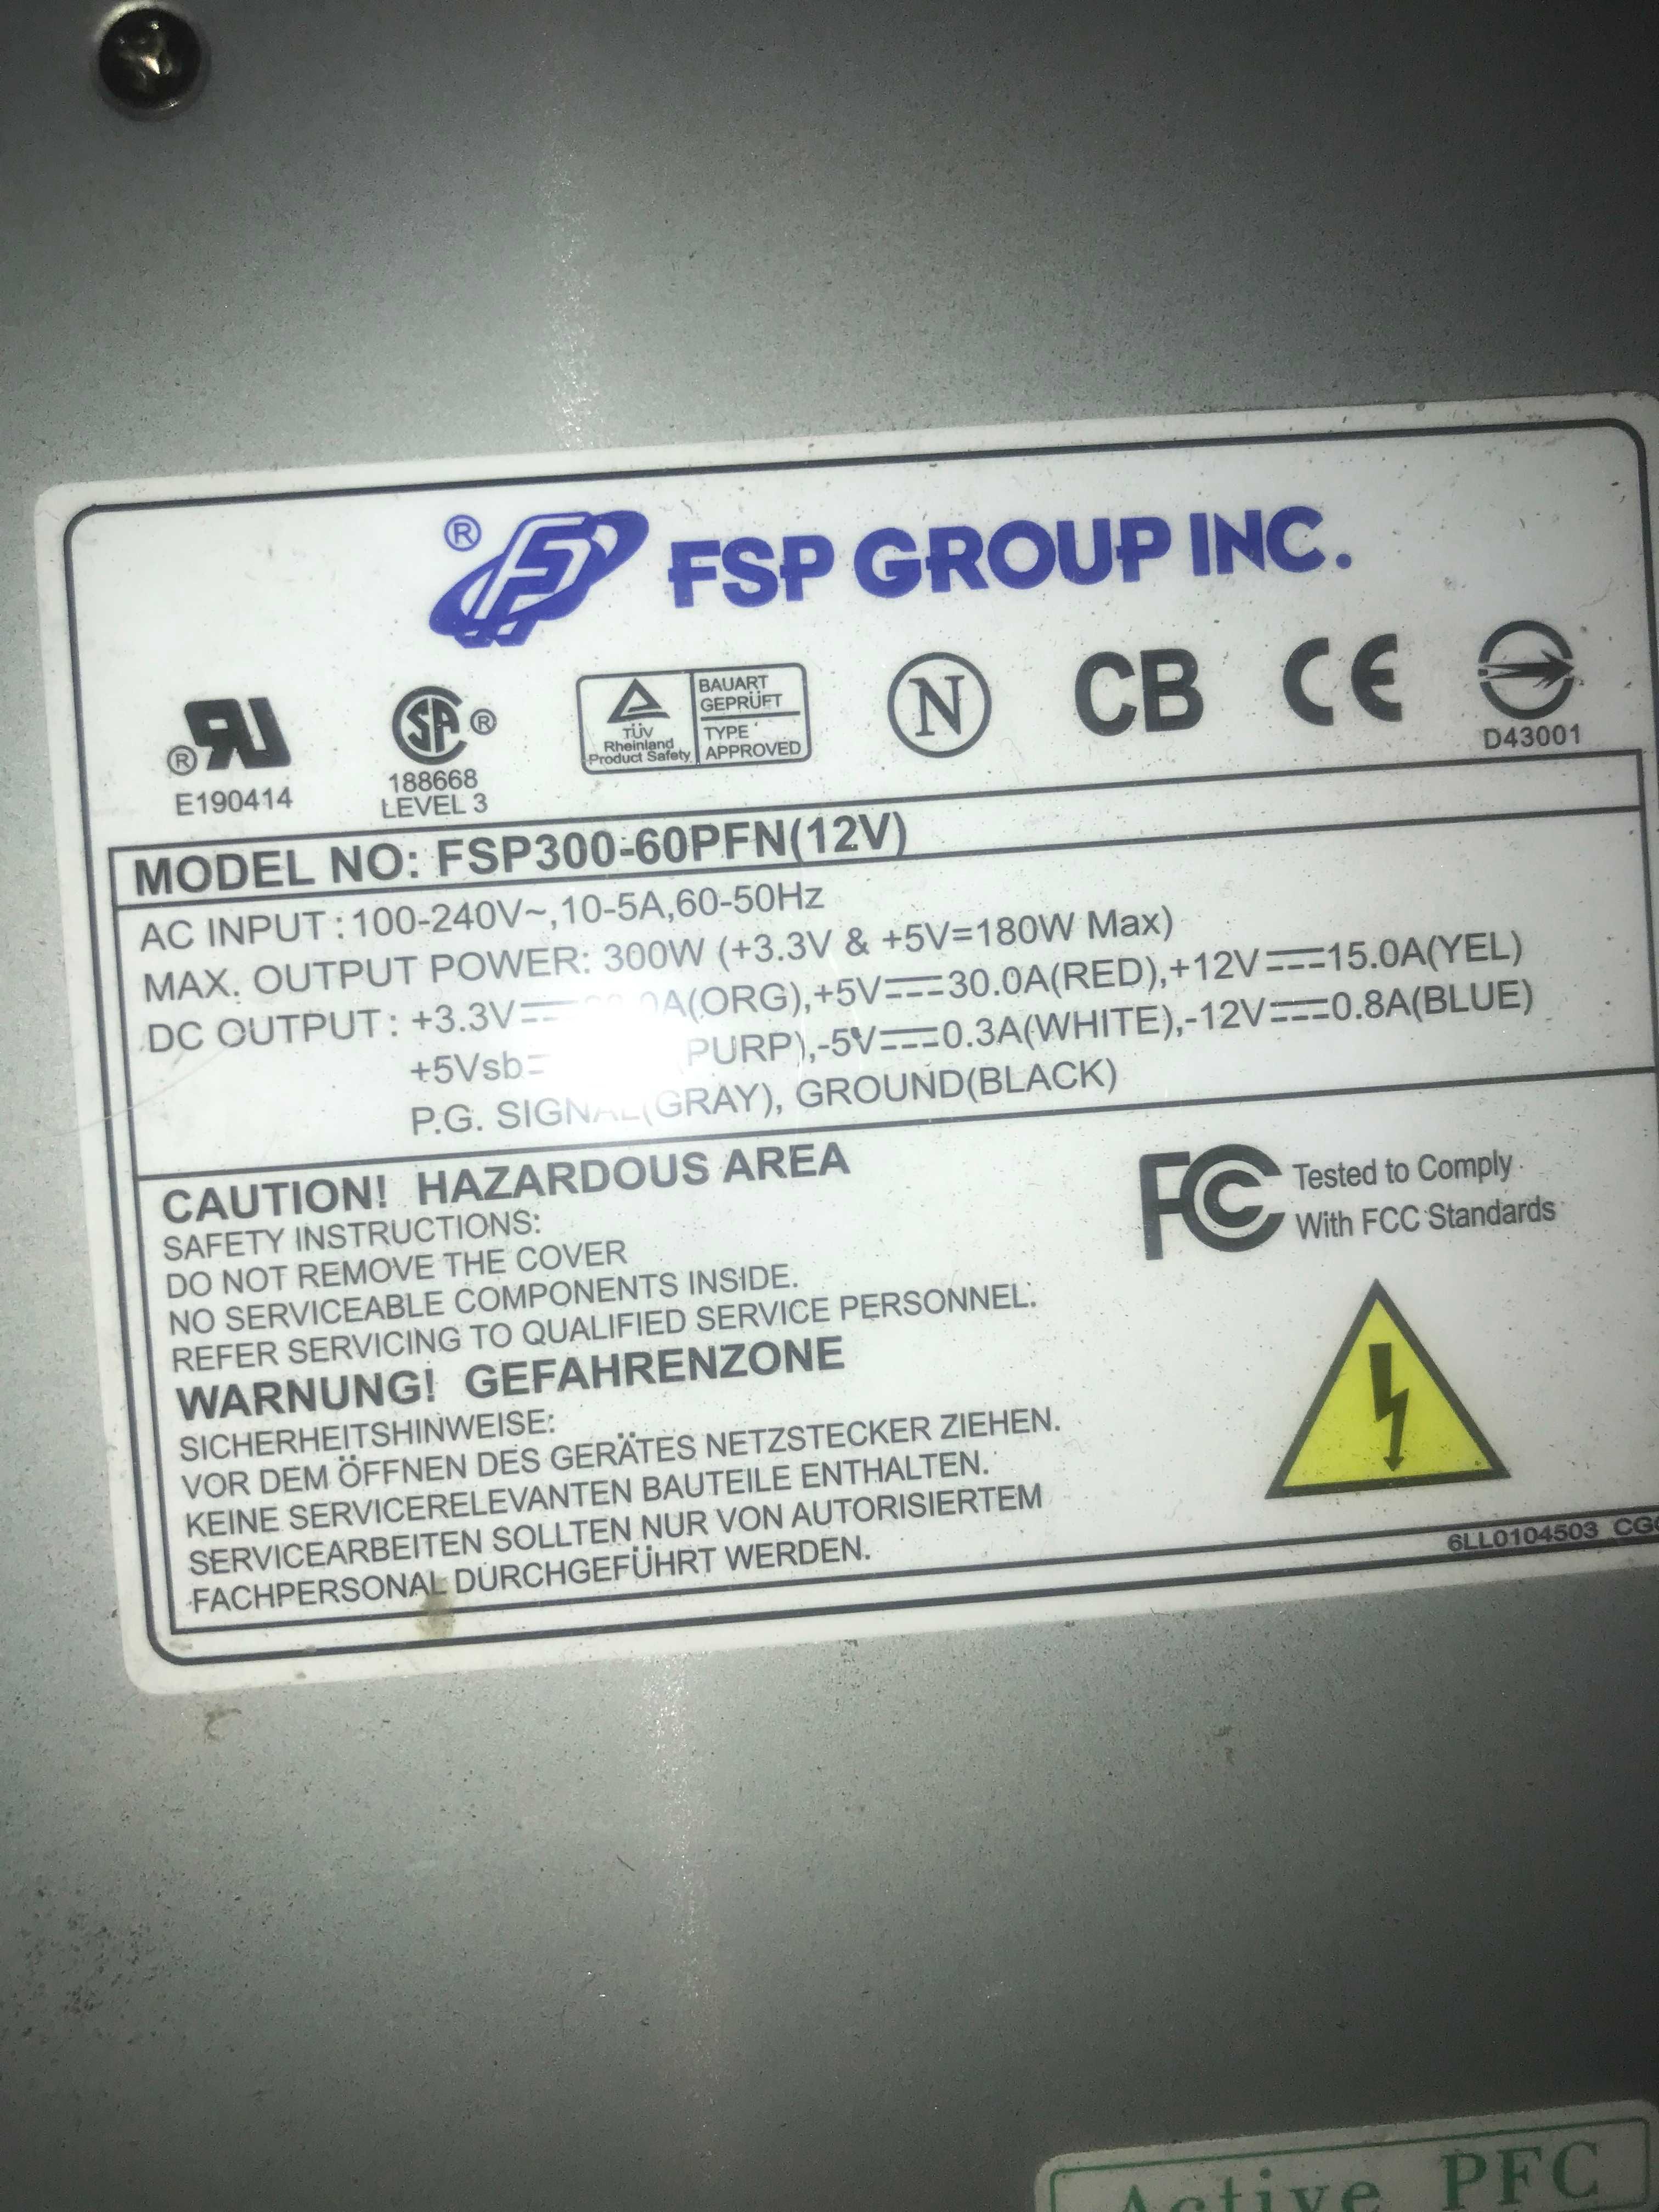 ® FSP GROUP INC.
®
E190414
SA ®
188668
LEVEL 3
TÜV
Rheinland
Product Safety
BAUART
GEPRÜFT
TYPE
APPROVED
N
CB
CE
D43001
MODEL NO: FSP300-60PFN(12V)
AC INPUT : 100-240V~,10-5A,60-50Hz
MAX. OUTPUT POWER: 300W (+3.3V & +5V=180W Max)
DC OUTPUT : +3.3V⎓ A(ORG),+5V⎓30.0A(RED),+12V⎓15.0A(YEL)
+5Vsb PURP),-5V⎓0.3A(WHITE),-12V⎓0.8A(BLUE)
P.G. SIGNAL(GRAY), GROUND(BLACK)
CAUTION! HAZARDOUS AREA
SAFETY INSTRUCTIONS:
DO NOT REMOVE THE COVER
NO SERVICEABLE COMPONENTS INSIDE.
REFER SERVICING TO QUALIFIED SERVICE PERSONNEL.
WARNUNG! GEFAHRENZONE
SICHERHEITSHINWEISE:
VOR DEM ÖFFNEN DES GERÄTES NETZSTECKER ZIEHEN.
KEINE SERVICERELEVANTEN BAUTEILE ENTHALTEN.
SERVICEARBEITEN SOLLTEN NUR VON AUTORISIERTEM
FACHPERSONAL DURCHGEFÜHRT WERDEN.
FC Tested to Comply
With FCC Standards
6LL0104503
Active PFC